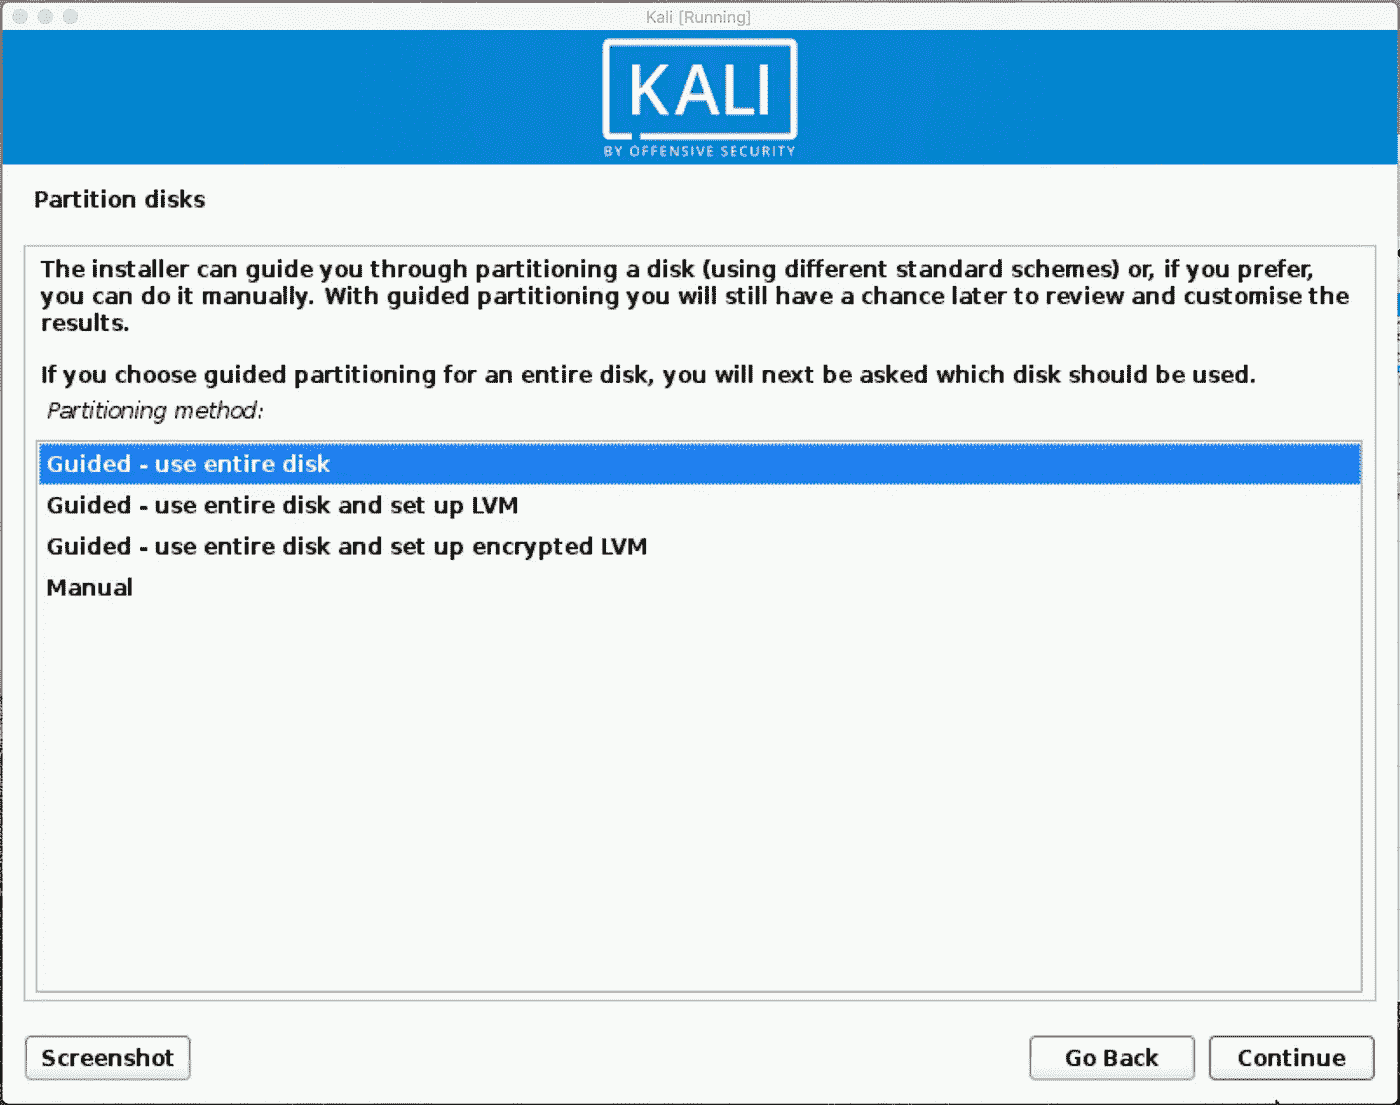 Kali [Running]
KALI
BY OFFENSIVE SECURITY
Partition disks
The installer can guide you through partitioning a disk (using different standard schemes) or, if you prefer,
you can do it manually. With guided partitioning you will still have a chance later to review and customise the
results.
If you choose guided partitioning for an entire disk, you will next be asked which disk should be used.
Partitioning method:
Guided - use entire disk
Guided - use entire disk and set up LVM
Guided - use entire disk and set up encrypted LVM
Manual
Screenshot
Go Back
Continue